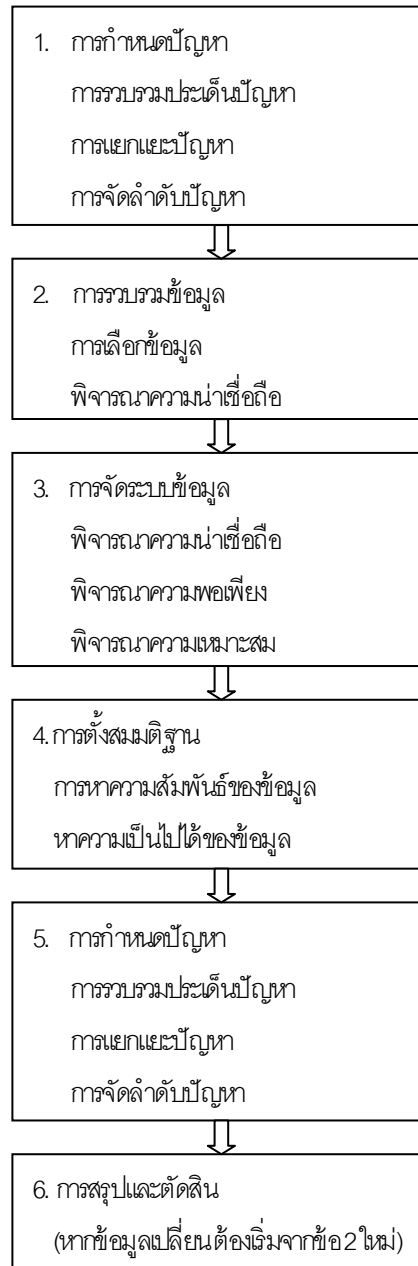 1. การกำหนดปัญหา
การรวบรวมประเด็นปัญหา
การแยกแยะปัญหา
การจัดลำดับปัญหา
2. การรวบรวมข้อมูล
การเลือกข้อมูล
พิจารณาความน่าเชื่อถือ
3. การจัดระบบข้อมูล
พิจารณาความน่าเชื่อถือ
พิจารณาความพอเพียง
พิจารณาความเหมาะสม
4. การตั้งสมมติฐาน
การหาความสัมพันธ์ของข้อมูล
หาความเป็นไปได้ของข้อมูล
5. การกำหนดปัญหา
การรวบรวมประเด็นปัญหา
การแยกแยะปัญหา
การจัดลำดับปัญหา
6. การสรุปและตัดสิน
(หากข้อมูลเปลี่ยนต้องเริ่มจากข้อ 2 ใหม่)